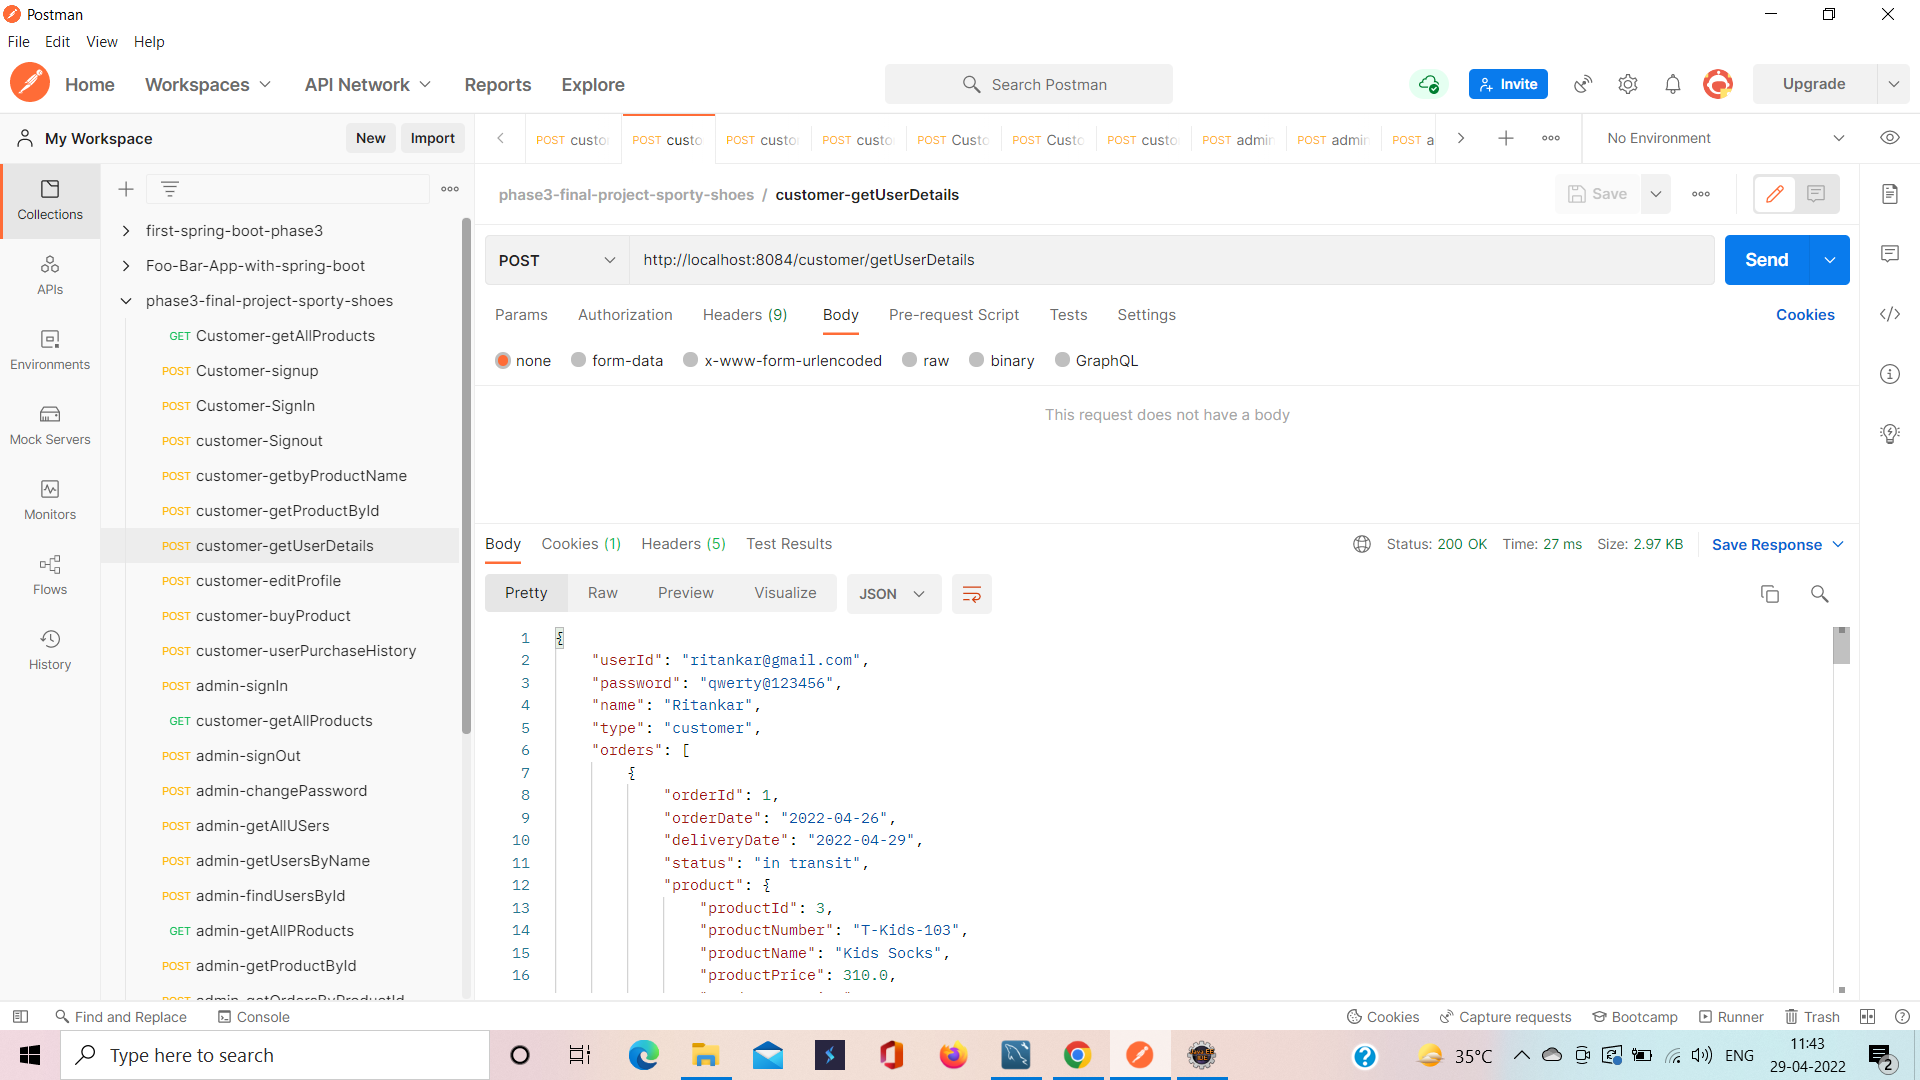 Postman
File Edit View Help
Home Workspaces API Network Reports Explore
Search Postman
Invite
Upgrade
My Workspace
New Import
POST custo
POST custo
POST custo
POST custo
POST Custo
POST Custo
POST custo
POST admin
POST admin
POST a
No Environment
Collections
APIs
Environments
Mock Servers
Monitors
Flows
History
first-spring-boot-phase3
Foo-Bar-App-with-spring-boot
phase3-final-project-sporty-shoes
GET Customer-getAllProducts
POST Customer-signup
POST Customer-SignIn
POST customer-Signout
POST customer-getbyProductName
POST customer-getProductById
POST customer-getUserDetails
POST customer-editProfile
POST customer-buyProduct
POST customer-userPurchaseHistory
POST admin-signIn
GET customer-getAllProducts
POST admin-signOut
POST admin-changePassword
POST admin-getAllUSers
POST admin-getUsersByName
POST admin-findUsersById
GET admin-getAllPRoducts
POST admin-getProductById
POST admin-getOrdersByProductId
phase3-final-project-sporty-shoes / customer-getUserDetails
Save
POST
http://localhost:8084/customer/getUserDetails
Send
Params Authorization Headers (9) Body Pre-request Script Tests Settings
Cookies
none form-data x-www-form-urlencoded raw binary GraphQL
This request does not have a body
Body Cookies (1) Headers (5) Test Results
Status: 200 OK Time: 27 ms Size: 2.97 KB Save Response
Pretty Raw Preview Visualize JSON
1 {
2 "userId": "ritankar@gmail.com",
3 "password": "qwerty@123456",
4 "name": "Ritankar",
5 "type": "customer",
6 "orders": [
7 {
8 "orderId": 1,
9 "orderDate": "2022-04-26",
10 "deliveryDate": "2022-04-29",
11 "status": "in transit",
12 "product": {
13 "productId": 3,
14 "productNumber": "T-Kids-103",
15 "productName": "Kids Socks",
16 "productPrice": 310.0,
Find and Replace Console
Cookies Capture requests Bootcamp Runner Trash
Type here to search
35°C
ENG
11:43
29-04-2022
2